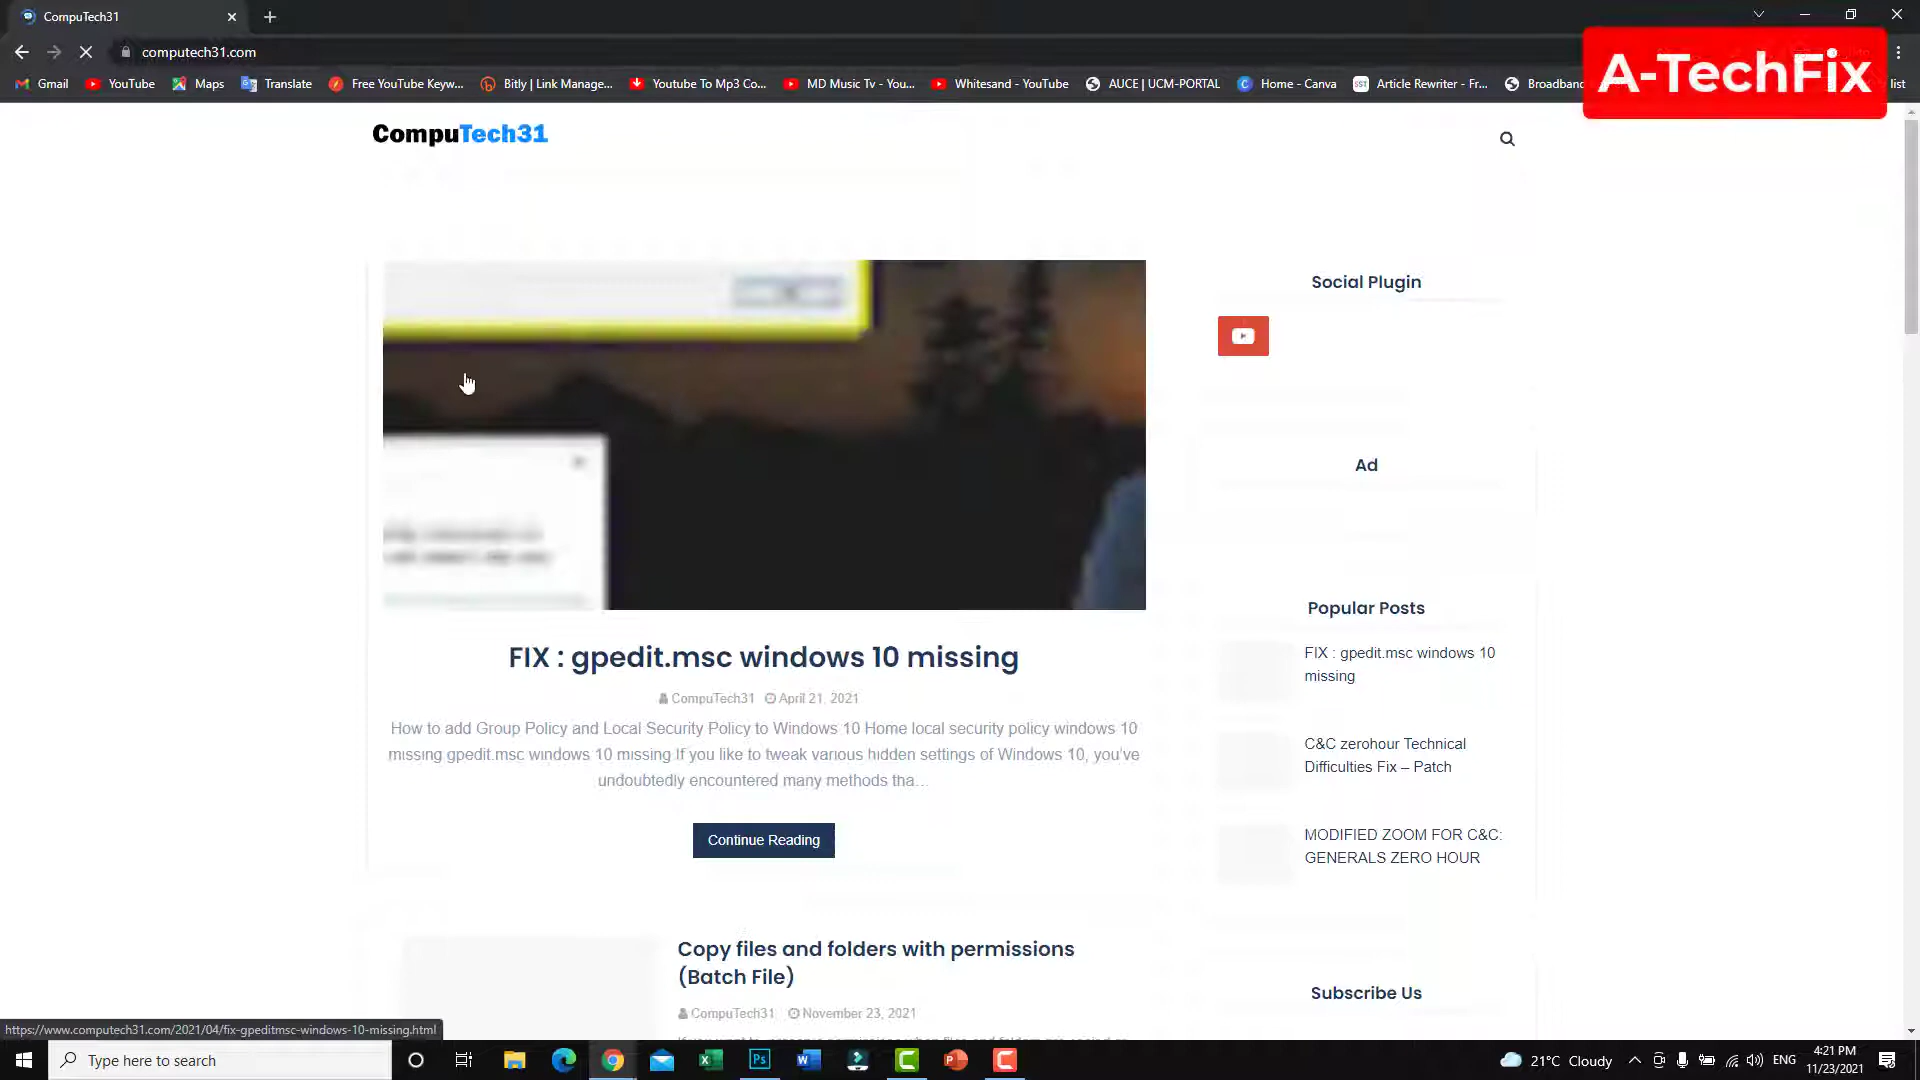 CompuTech31
computech31.com
A-TechFix
Gmail
YouTube
Maps
Translate
Free YouTube Keyw...
Bitly | Link Manage...
Youtube To Mp3 Co...
MD Music Tv - You...
Whitesand - YouTube
AUCE | UCM-PORTAL
Home - Canva
Article Rewriter - Fr...
list
CompuTech31
Social Plugin
Ad
Popular Posts
FIX : gpedit.msc windows 10
missing
C&C zerohour Technical
Difficulties Fix – Patch
MODIFIED ZOOM FOR C&C:
GENERALS ZERO HOUR
Subscribe Us
FIX : gpedit.msc windows 10 missing
CompuTech31 April 21, 2021
How to add Group Policy and Local Security Policy to Windows 10 Home local security policy windows 10
missing gpedit.msc windows 10 missing If you like to tweak various hidden settings of Windows 10, you've
undoubtedly encountered many methods tha…
Continue Reading
Copy files and folders with permissions
(Batch File)
CompuTech31 November 23, 2021
https://www.computech31.com/2021/04/fix-gpeditmsc-windows-10-missing.html
Type here to search
21°C Cloudy
ENG
4:21 PM
11/23/2021